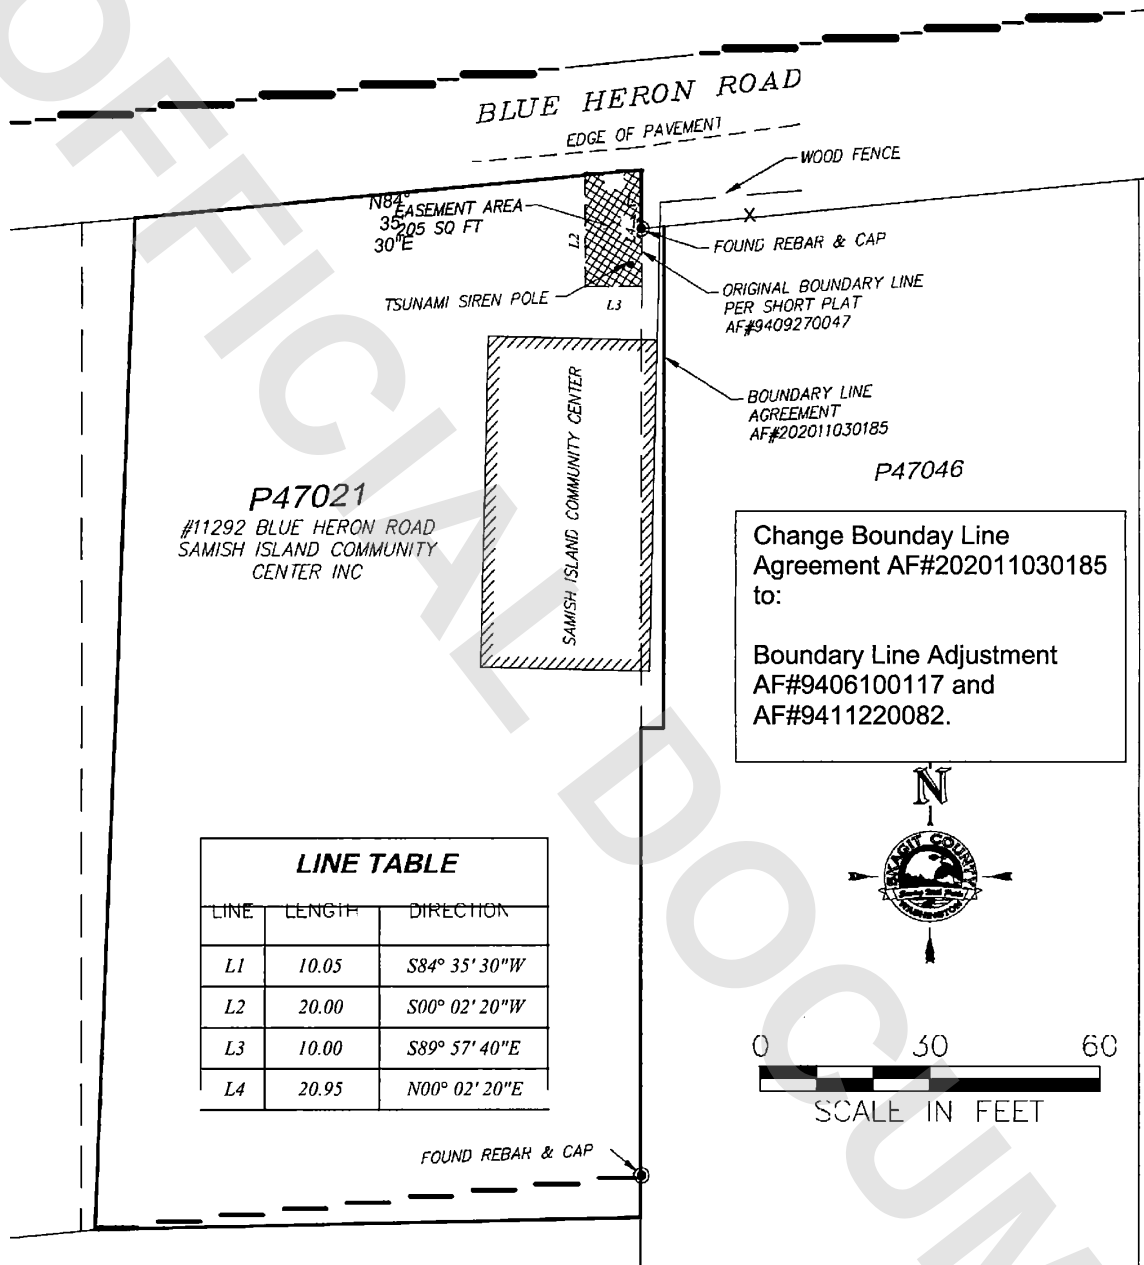 BLUE HERON ROAD
EDGE OF PAVEMENT
WOOD FENCE
N84°
35'
30"E
EASEMENT AREA
205 SQ FT
L2
FOUND REBAR & CAP
TSUNAMI SIREN POLE
L3
ORIGINAL BOUNDARY LINE
PER SHORT PLAT
AF#9409270047
BOUNDARY LINE
AGREEMENT
AF#202011030185
SAMISH ISLAND COMMUNITY CENTER
P47046
P47021
#11292 BLUE HERON ROAD
SAMISH ISLAND COMMUNITY
CENTER INC
Change Bounday Line
Agreement AF#202011030185
to:
Boundary Line Adjustment
AF#9406100117 and
AF#9411220082.
N
SKAGIT COUNTY
WASHINGTON
LINE TABLE
LINE LENGTH DIRECTION
L1 10.05 S84° 35' 30"W
L2 20.00 S00° 02' 20"W
L3 10.00 S89° 57' 40"E
L4 20.95 N00° 02' 20"E
0 30 60
SCALE IN FEET
FOUND REBAR & CAP
OFFICIAL DOCUM